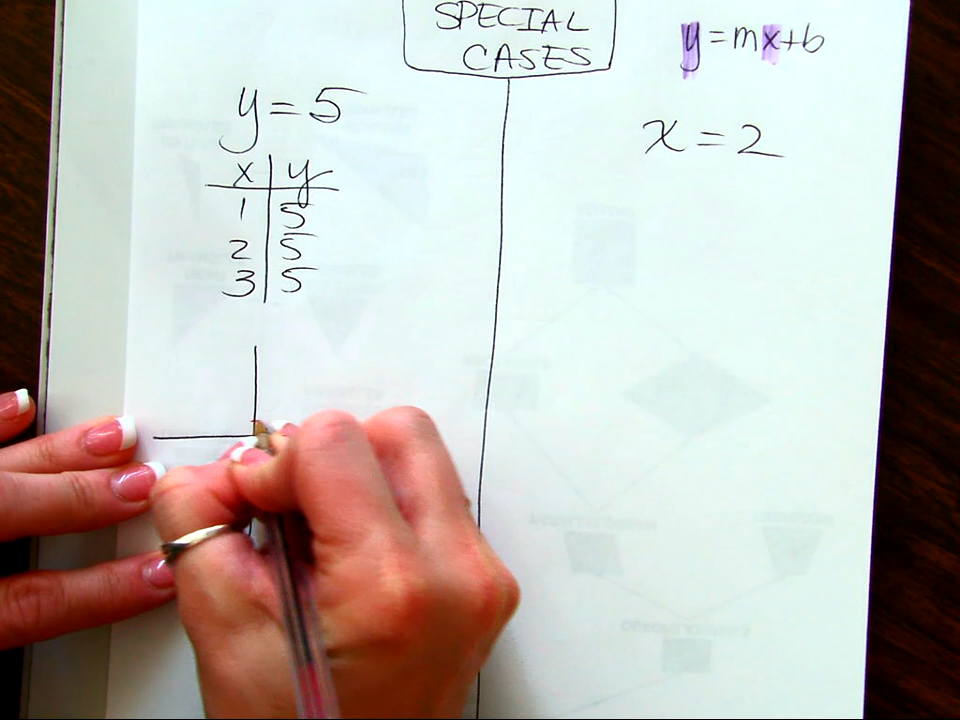 SPECIAL
CASES
y = 5
x y
1 5
2 5
3 5
y = mx+b
x = 2